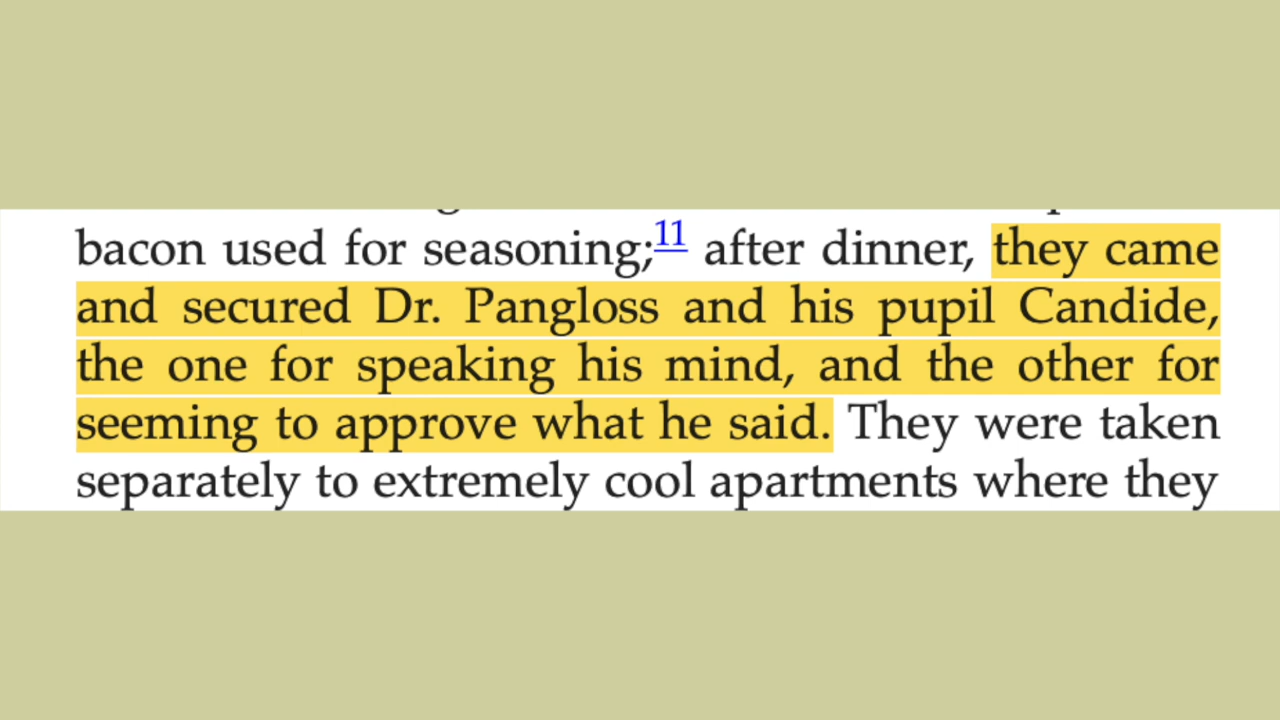 bacon used for seasoning;11 after dinner, they came
and secured Dr. Pangloss and his pupil Candide,
the one for speaking his mind, and the other for
seeming to approve what he said. They were taken
separately to extremely cool apartments where they